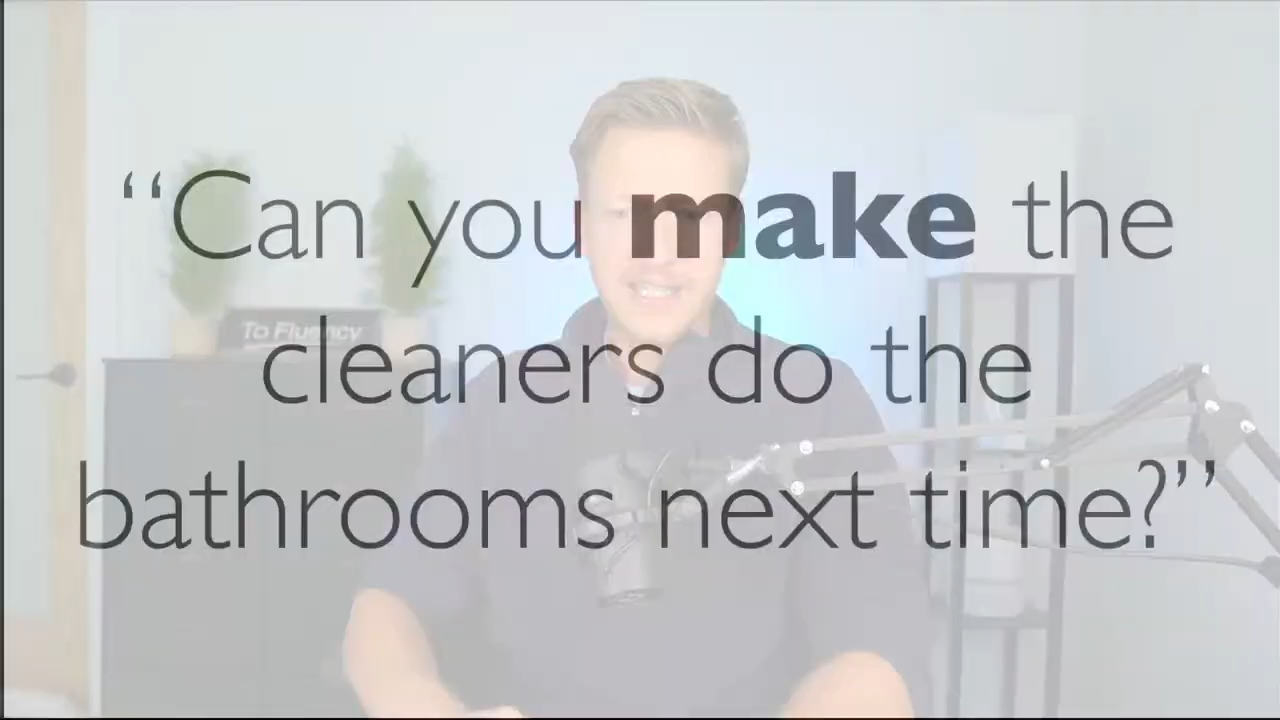 “Can you make the
To Fluency
cleaners do the
bathrooms next time?”